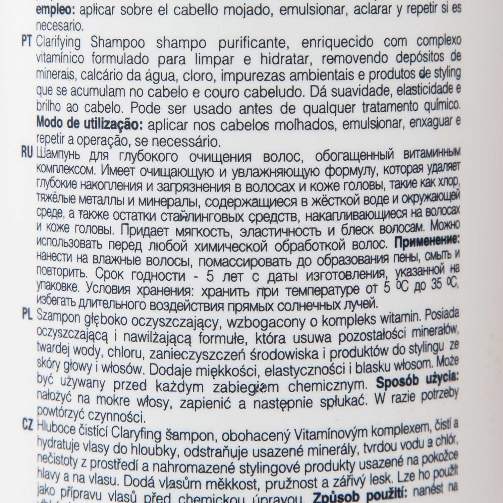 empleo: aplicar sobre el cabello mojado, emulsionar, aclarar y repetir si es
necesario.
PT Clarifying Shampoo shampo purificante, enriquecido com complexo
vitamínico formulado para limpar e hidratar, removendo depósitos de
minerais, calcário da água, cloro, impurezas ambientais e produtos de styling
que se acumulam no cabelo e couro cabeludo. Dá suavidade, elasticidade e
brilho ao cabelo. Pode ser usado antes de qualquer tratamento químico.
Modo de utilização: aplicar nos cabelos molhados, emulsionar, enxaguar e
repetir a operação, se necessário.
RU Шампунь для глубокого очищения волос, обогащенный витаминным
комплексом. Имеет очищающую и увлажняющую формулу, которая удаляет
глубокие накопления и загрязнения в волосах и коже головы, такие как хлор,
тяжёлые металлы и минералы, содержащиеся в жёсткой воде и окружающей
среде, а также остатки стайлинговых средств, накапливающиеся на волосах
и коже головы. Придает мягкость, эластичность и блеск волосам. Можно
использовать перед любой химической обработкой волос. Применение:
нанести на влажные волосы, помассировать до образования пены, смыть и
повторить. Срок годности - 5 лет с даты изготовления, указанной на
упаковке. Условия хранения: хранить при температуре от 5 ºC до 35 ºC,
избегать длительного воздействия прямых солнечных лучей.
PL Szampon głęboko oczyszczający, wzbogacony o kompleks witamin. Posiada
oczyszczającą i nawilżającą formułe, która usuwa pozostałości minerałów,
twardej wody, chloru, zanieczyszczeń środowiska i produktów do stylingu ze
skóry głowy i włosów. Dodaje miękkości, elastyczności i blasku włosom. Może
być używany przed każdym zabiegiem chemicznym. Sposób użycia:
nałożyć na mokre włosy, zapienić a następnie spłukać. W razie potrzeby
powtórzyć czynności.
CZ Hluboce čistící Claryfing šampon, obohacený Vitamínovým komplexem, čistí a
hydratuje vlasy do hloubky, odstraňuje usazené minerály, tvrdou vodu a chlór,
nečistoty z prostředí a nahromazené stylingové produkty usazené na pokožce
hlavy a na vlasu. Dodá vlasům měkkost, pružnost a zářivý lesk. Lze ho použít
jako přípravu vlasů před chemickou úpravou. Způsob použití: nanést na